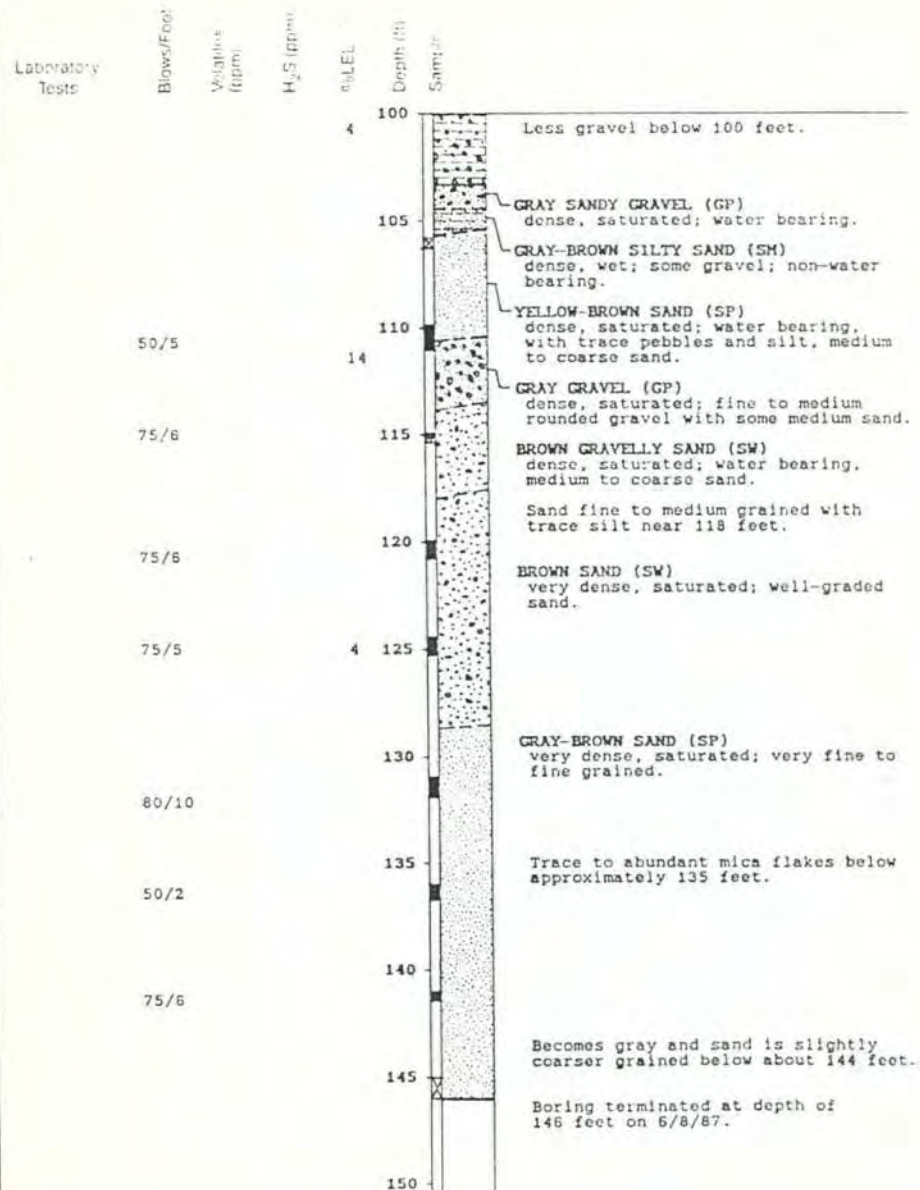 Laboratory
Tests
Blows/Foot
Volatiles
(ppm)
H₂S (ppm)
%LEL
Depth (ft)
Sample
100
4
Less gravel below 100 feet.
GRAY SANDY GRAVEL (GP)
dense, saturated; water bearing.
105
GRAY-BROWN SILTY SAND (SM)
dense, wet; some gravel; non-water
bearing.
YELLOW-BROWN SAND (SP)
dense, saturated; water bearing,
with trace pebbles and silt, medium
to coarse sand.
110
50/5
14
GRAY GRAVEL (GP)
dense, saturated; fine to medium
rounded gravel with some medium sand.
75/6
115
BROWN GRAVELLY SAND (SW)
dense, saturated; water bearing,
medium to coarse sand.
Sand fine to medium grained with
trace silt near 118 feet.
75/6
120
BROWN SAND (SW)
very dense, saturated; well-graded
sand.
75/5
4
125
GRAY-BROWN SAND (SP)
very dense, saturated; very fine to
fine grained.
130
80/10
135
Trace to abundant mica flakes below
approximately 135 feet.
50/2
140
75/6
Becomes gray and sand is slightly
coarser grained below about 144 feet.
145
Boring terminated at depth of
146 feet on 6/8/87.
150